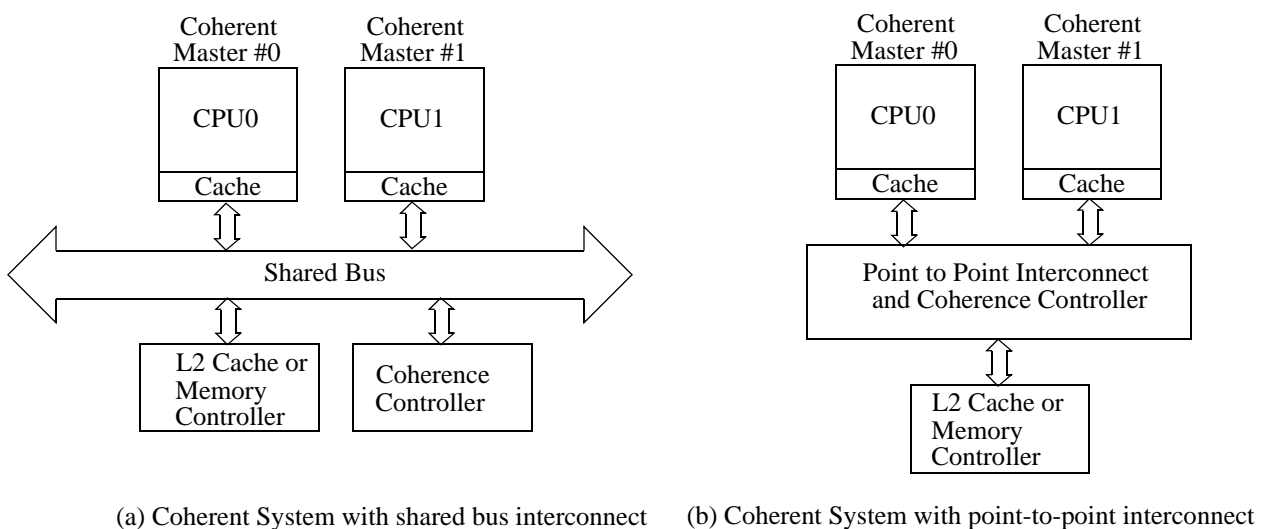 Coherent
Master #0
Coherent
Master #1
CPU0
CPU1
Cache
Cache
Shared Bus
L2 Cache or
Memory
Controller
Coherence
Controller
(a) Coherent System with shared bus interconnect
Coherent
Master #0
Coherent
Master #1
CPU0
CPU1
Cache
Cache
Point to Point Interconnect
and Coherence Controller
L2 Cache or
Memory
Controller
(b) Coherent System with point-to-point interconnect